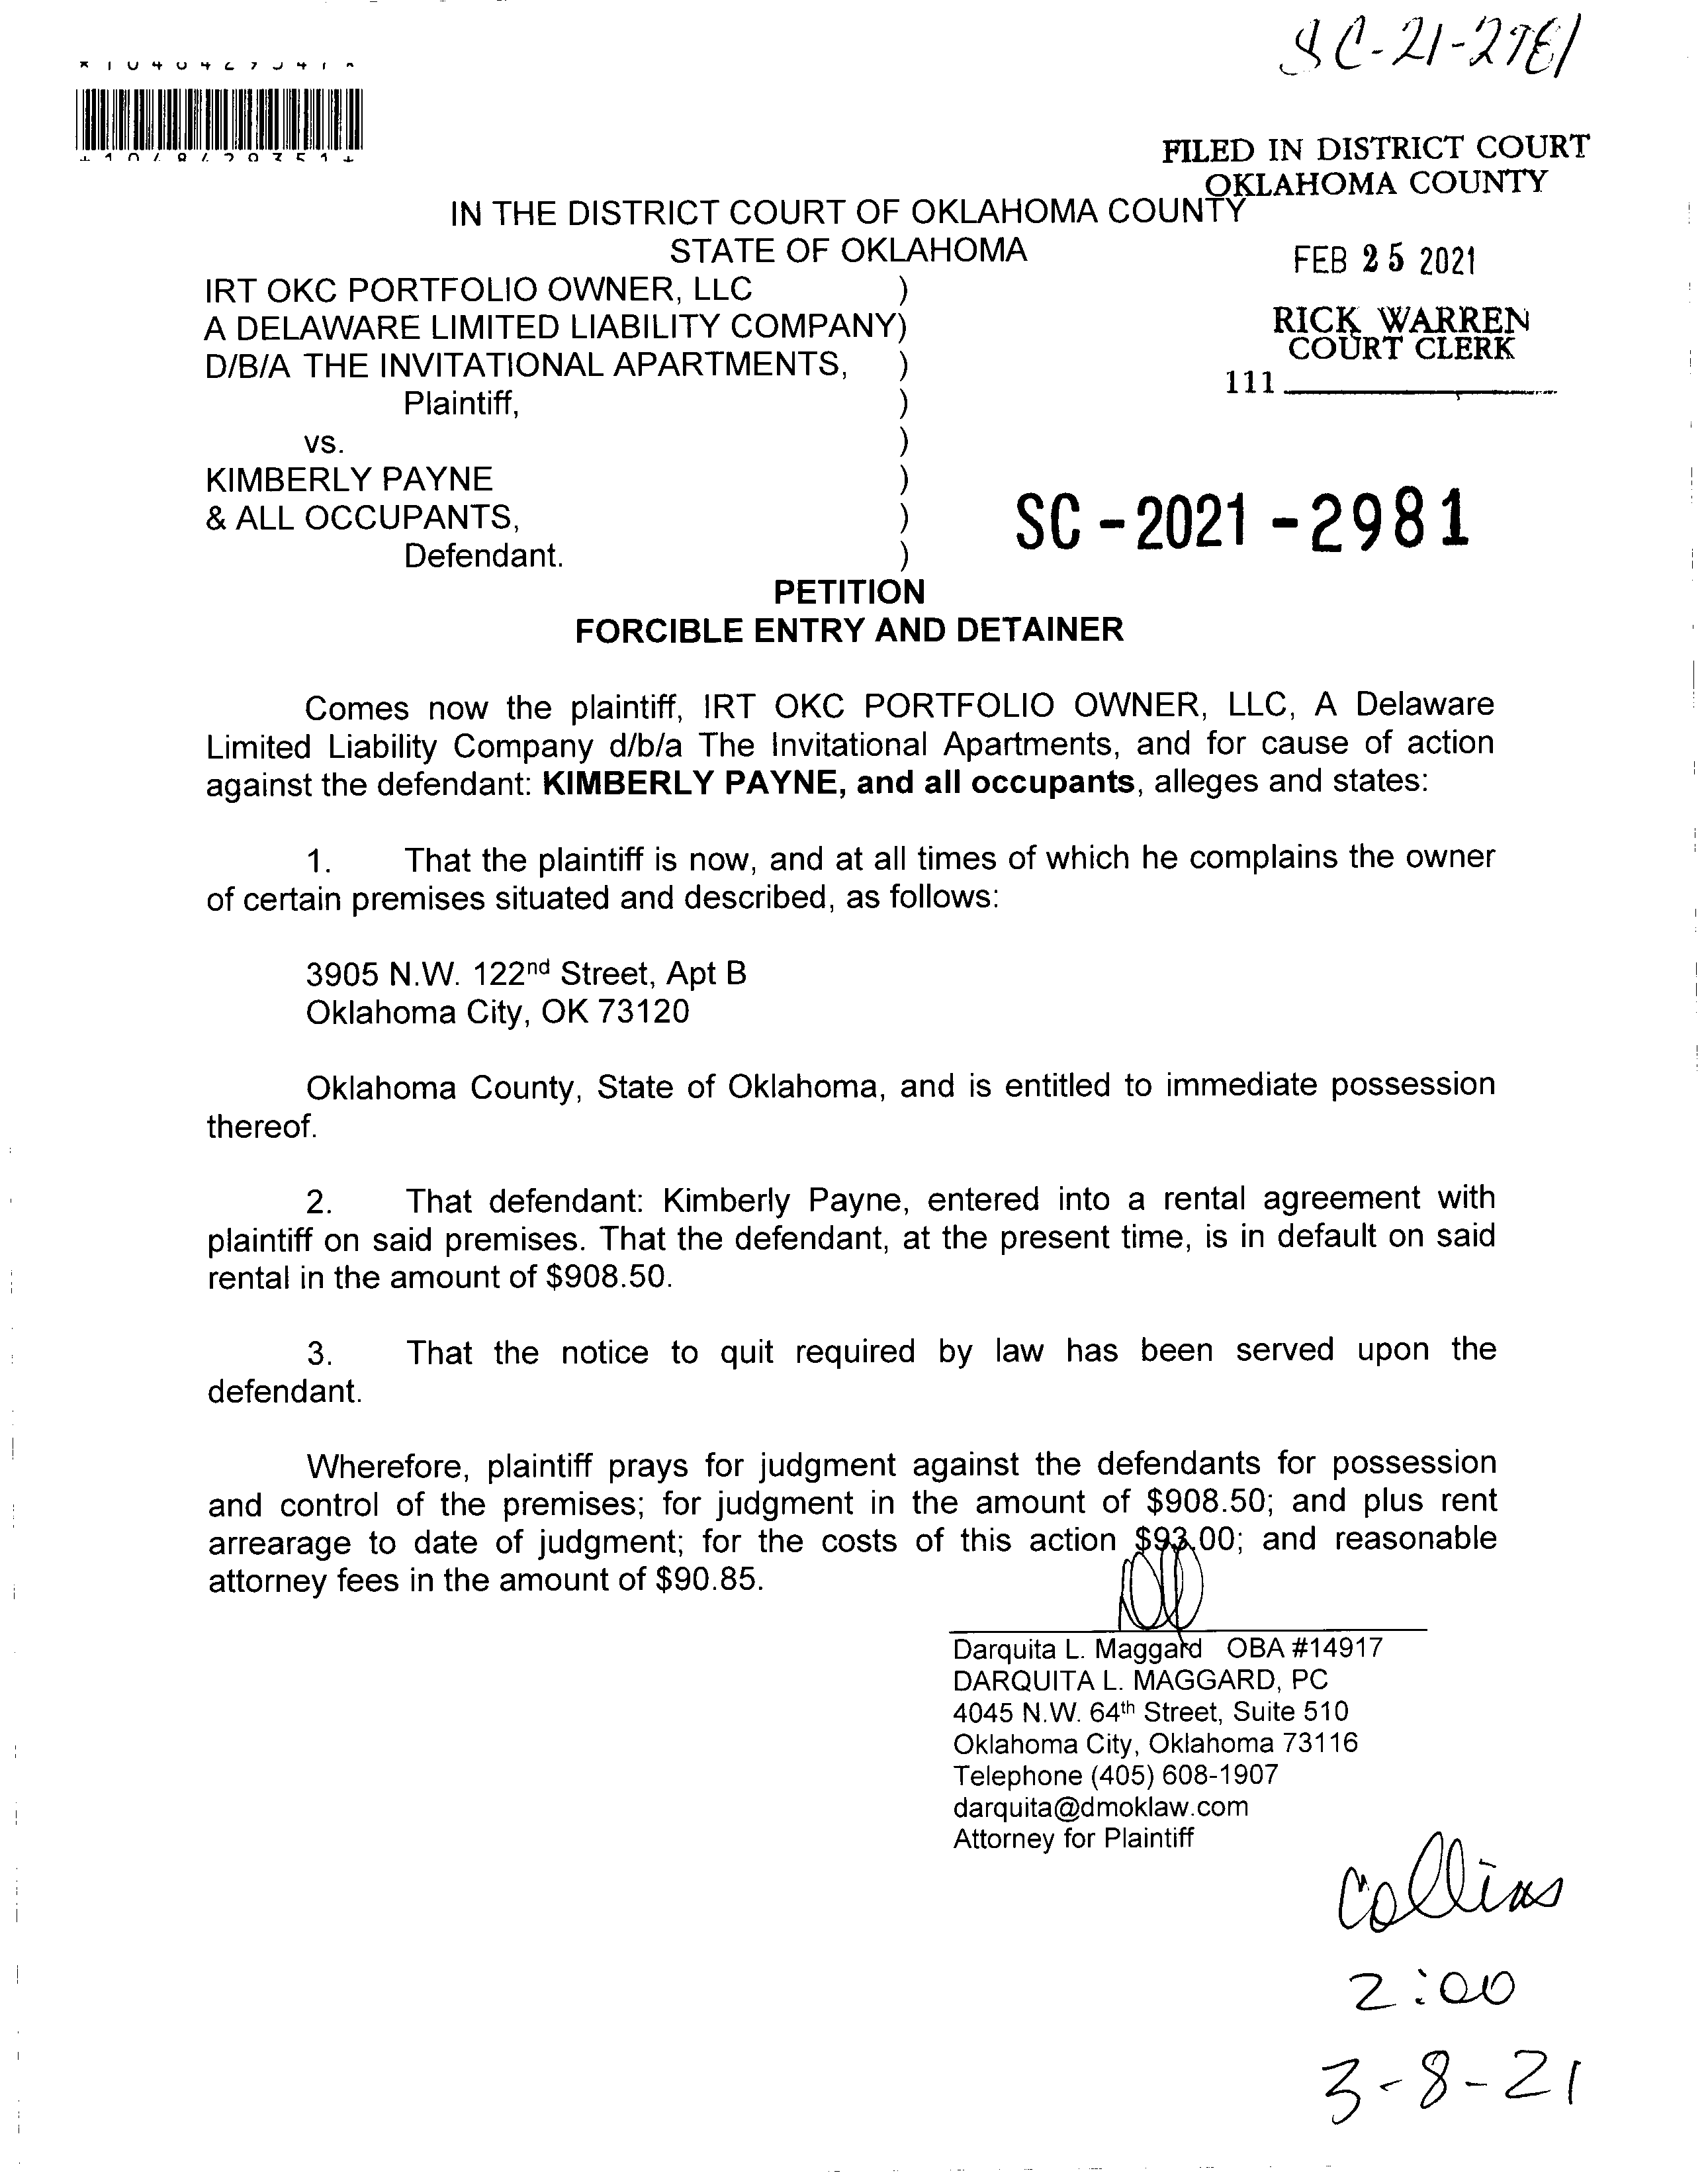 SC-21-2981
*1048429351*
FILED IN DISTRICT COURT
OKLAHOMA COUNTY
IN THE DISTRICT COURT OF OKLAHOMA COUNTY
STATE OF OKLAHOMA
FEB 25 2021
IRT OKC PORTFOLIO OWNER, LLC )
A DELAWARE LIMITED LIABILITY COMPANY)
D/B/A THE INVITATIONAL APARTMENTS, )
Plaintiff, )
RICK WARREN
COURT CLERK
111
vs. )
KIMBERLY PAYNE )
& ALL OCCUPANTS, )
Defendant. )
SC-2021-2981
PETITION
FORCIBLE ENTRY AND DETAINER
Comes now the plaintiff, IRT OKC PORTFOLIO OWNER, LLC, A Delaware
Limited Liability Company d/b/a The Invitational Apartments, and for cause of action
against the defendant: KIMBERLY PAYNE, and all occupants, alleges and states:
1. That the plaintiff is now, and at all times of which he complains the owner
of certain premises situated and described, as follows:
3905 N.W. 122nd Street, Apt B
Oklahoma City, OK 73120
Oklahoma County, State of Oklahoma, and is entitled to immediate possession
thereof.
2. That defendant: Kimberly Payne, entered into a rental agreement with
plaintiff on said premises. That the defendant, at the present time, is in default on said
rental in the amount of $908.50.
3. That the notice to quit required by law has been served upon the
defendant.
Wherefore, plaintiff prays for judgment against the defendants for possession
and control of the premises; for judgment in the amount of $908.50; and plus rent
arrearage to date of judgment; for the costs of this action $93.00; and reasonable
attorney fees in the amount of $90.85.
Darquita L. Maggard OBA #14917
DARQUITA L. MAGGARD, PC
4045 N.W. 64th Street, Suite 510
Oklahoma City, Oklahoma 73116
Telephone (405) 608-1907
darquita@dmoklaw.com
Attorney for Plaintiff
Collins
2:00
3-8-21